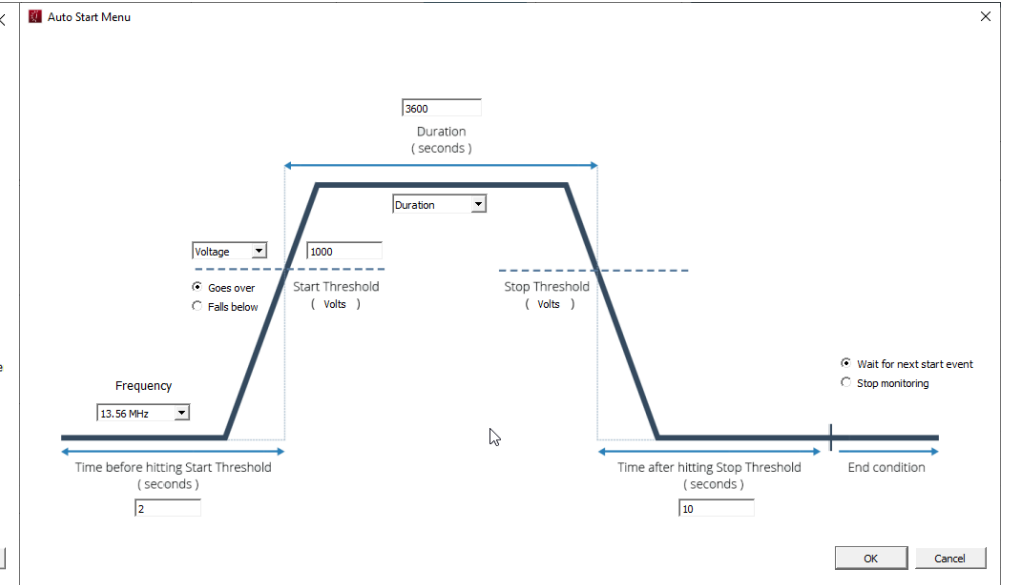 Auto Start Menu
3600
Duration
( seconds )
Duration
Voltage
1000
Goes over
Falls below
Start Threshold
( Volts )
Stop Threshold
( Volts )
Wait for next start event
Stop monitoring
Frequency
13.56 MHz
Time before hitting Start Threshold
( seconds )
2
Time after hitting Stop Threshold
( seconds )
10
End condition
OK
Cancel